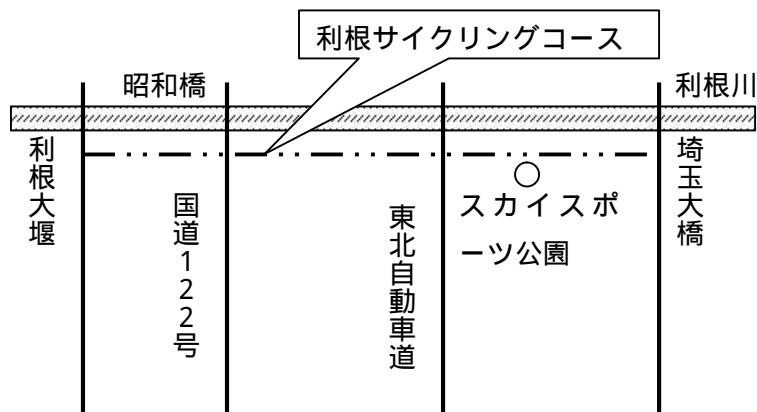 利根サイクリングコース
昭和橋
利根川
利根大堰
埼玉大橋
国道122号
東北自動車道
スカイスポ
ーツ公園